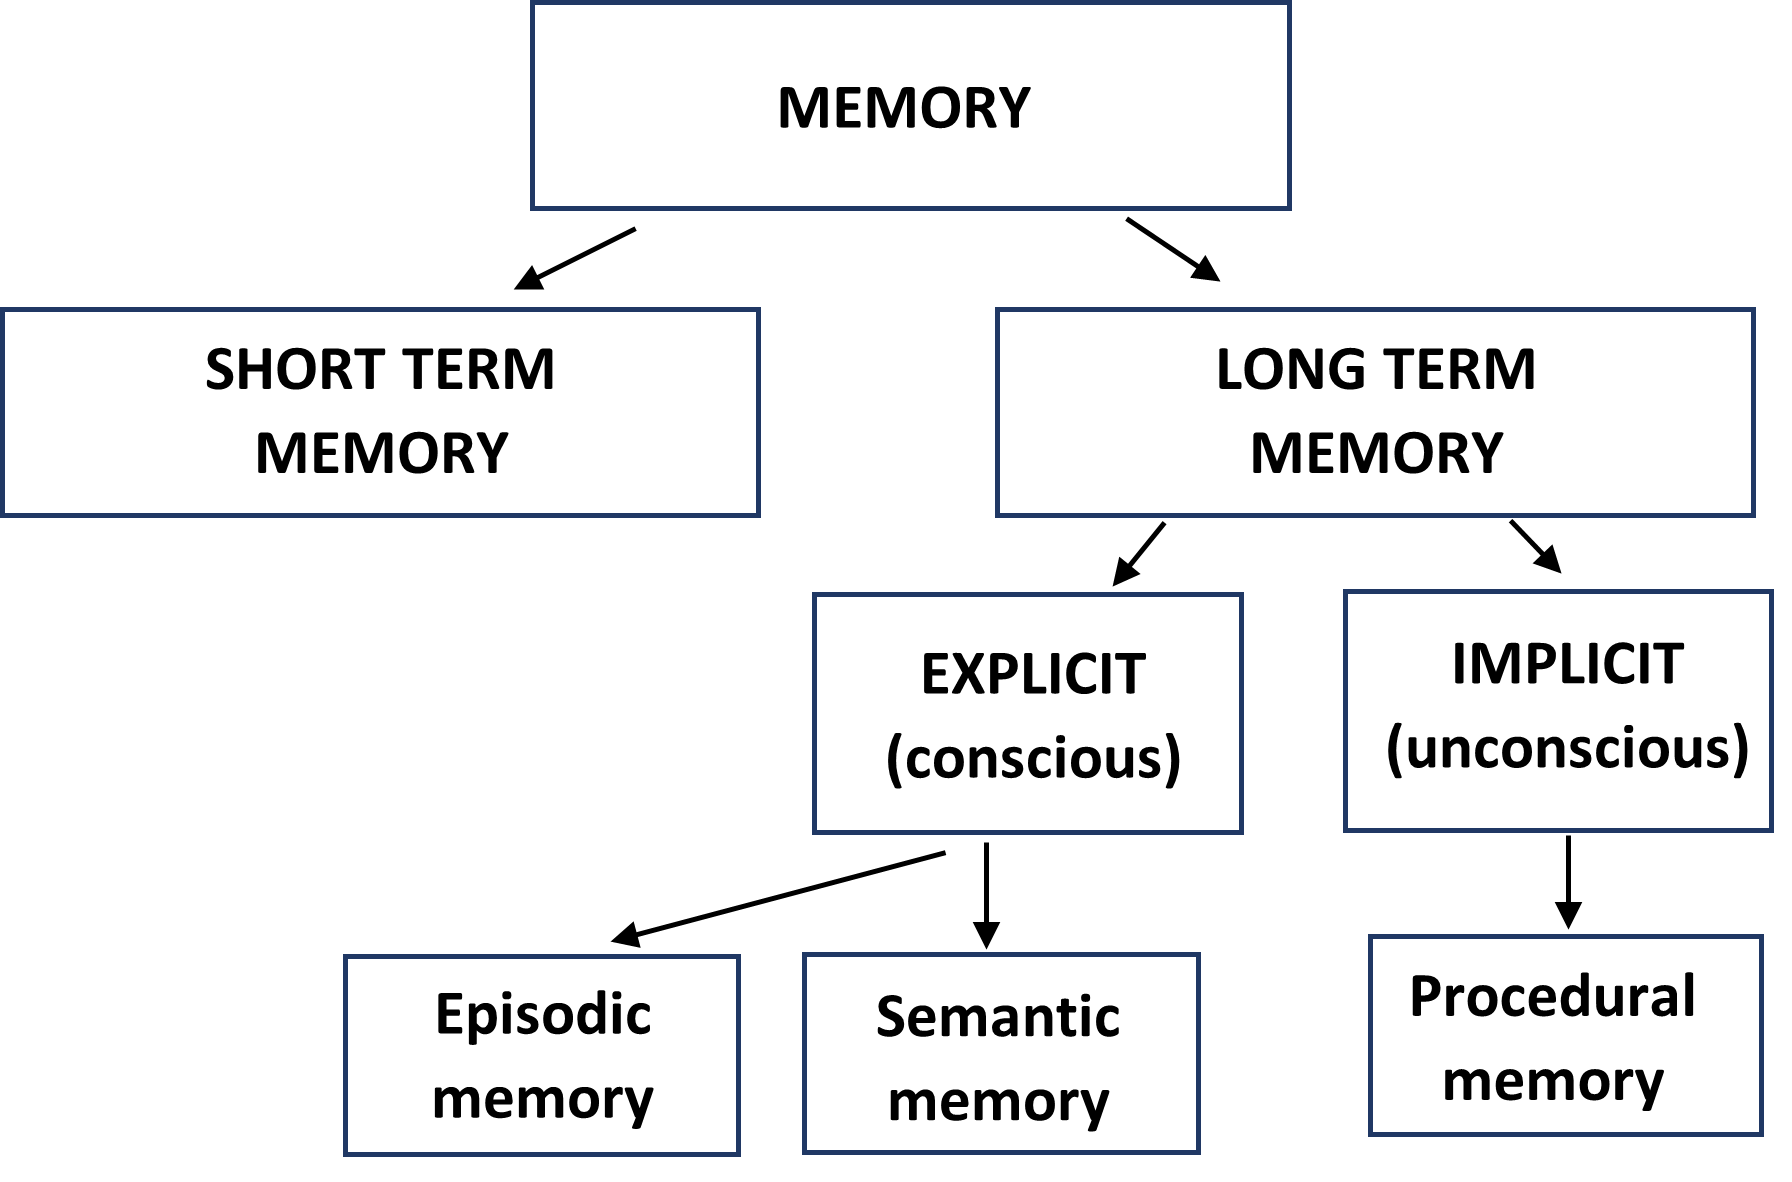 MEMORY
SHORT TERM
MEMORY
LONG TERM
MEMORY
EXPLICIT
(conscious)
IMPLICIT
(unconscious)
Episodic
memory
Semantic
memory
Procedural
memory